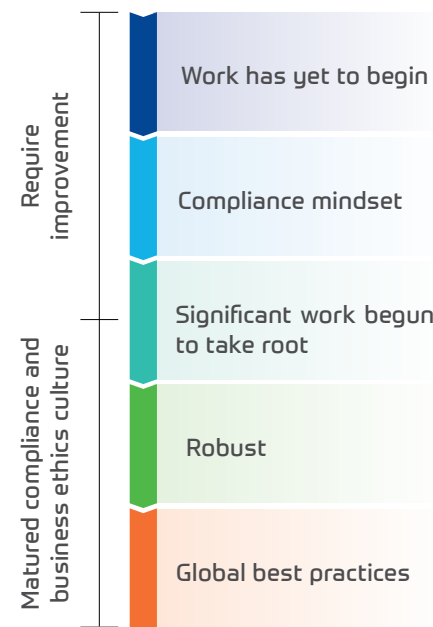 Require
improvement
Matured compliance and
business ethics culture
Work has yet to begin
Compliance mindset
Significant work begun
to take root
Robust
Global best practices